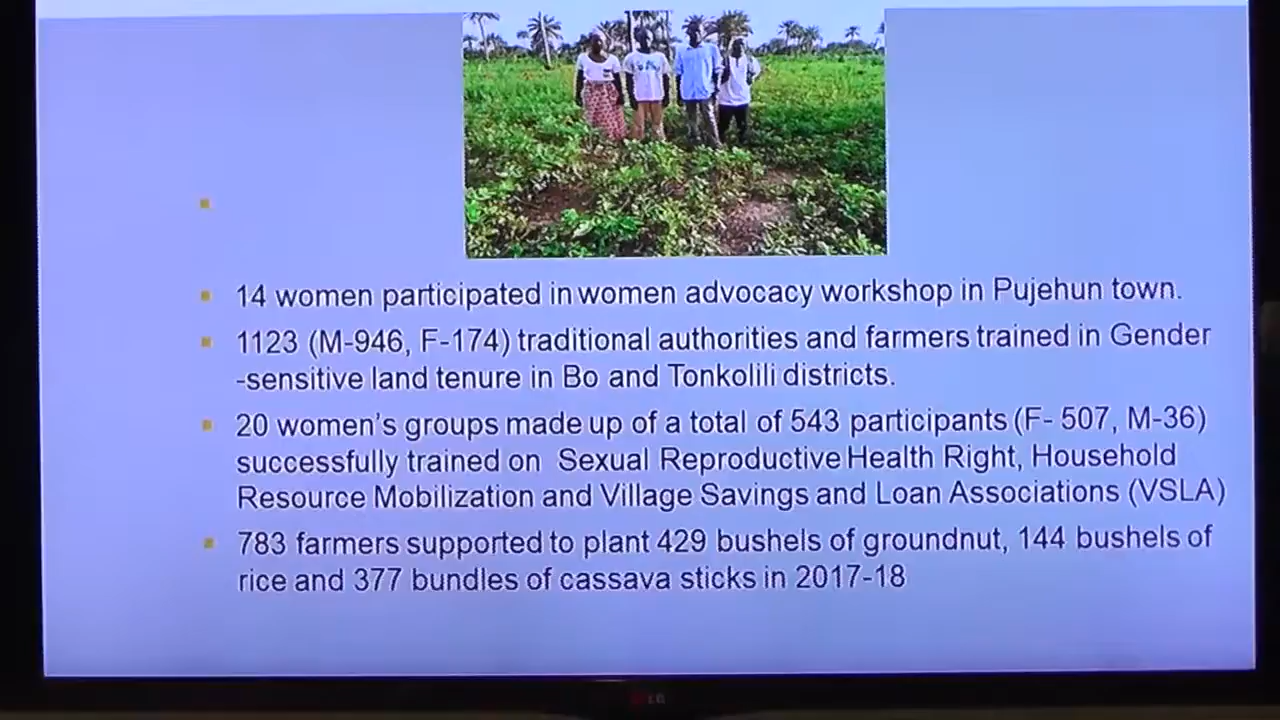 14 women participated in women advocacy workshop in Pujehun town.
1123 (M-946, F-174) traditional authorities and farmers trained in Gender
-sensitive land tenure in Bo and Tonkolili districts.
20 women's groups made up of a total of 543 participants (F- 507, M-36)
successfully trained on Sexual Reproductive Health Right, Household
Resource Mobilization and Village Savings and Loan Associations (VSLA)
783 farmers supported to plant 429 bushels of groundnut, 144 bushels of
rice and 377 bundles of cassava sticks in 2017-18
LG